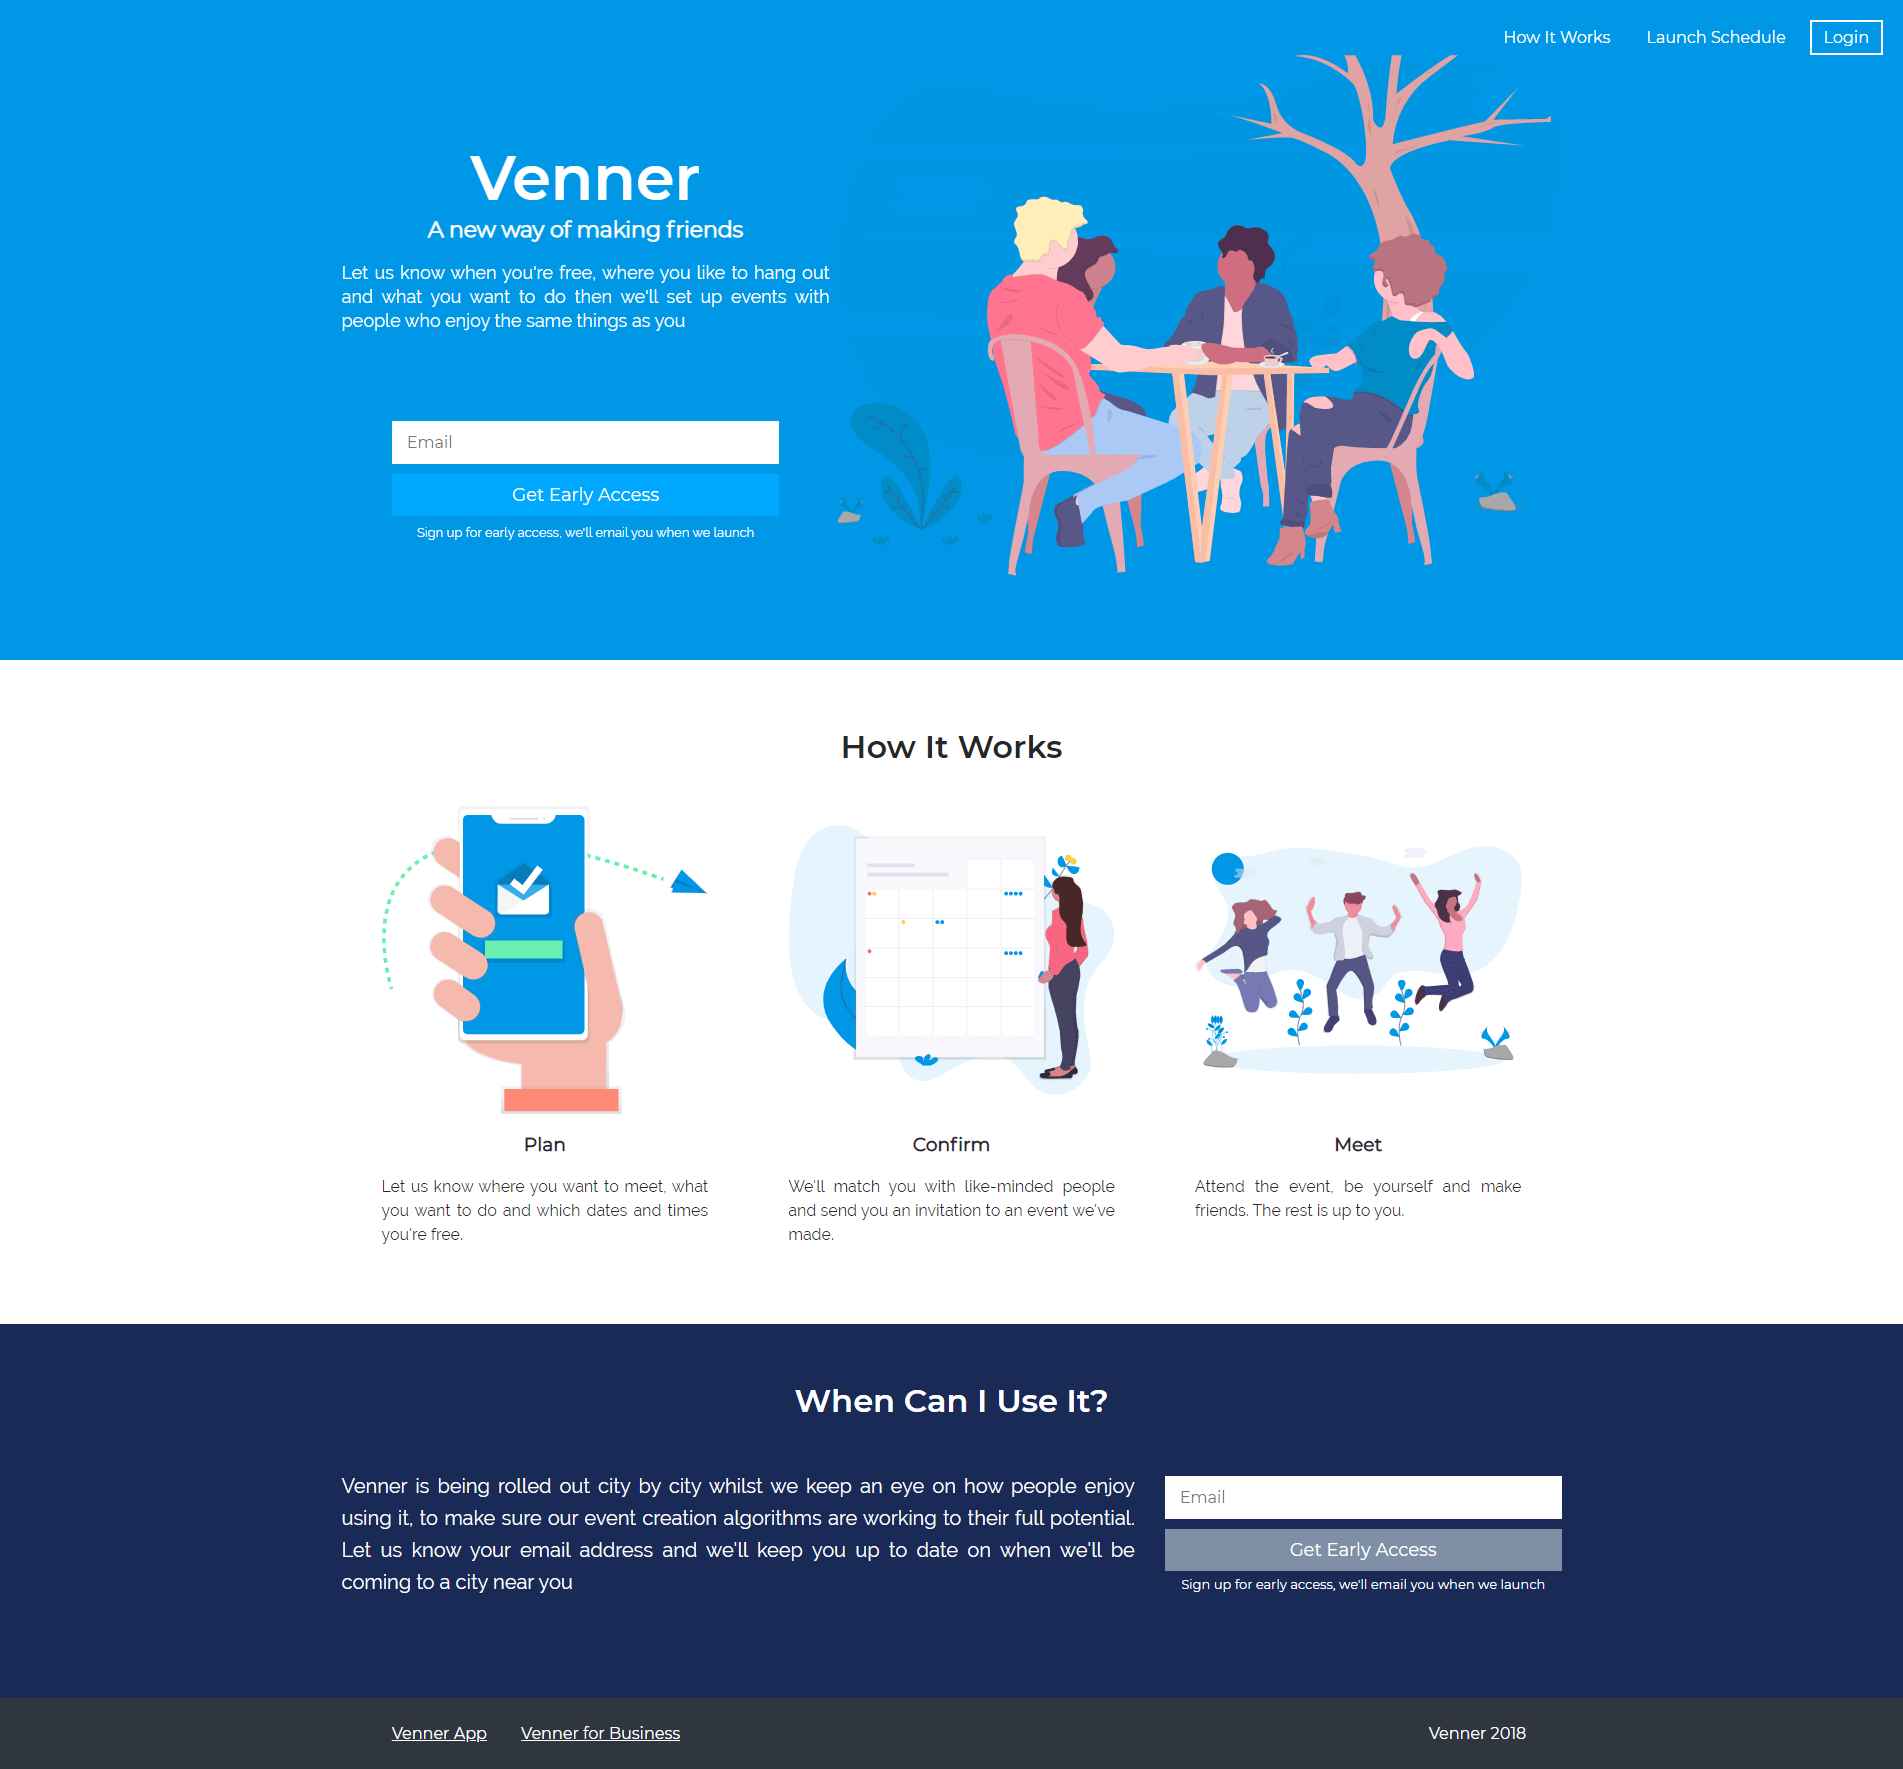 How It Works
Launch Schedule
Login
Venner
A new way of making friends
Let us know when you're free, where you like to hang out
and what you want to do then we'll set up events with
people who enjoy the same things as you
Email
Get Early Access
Sign up for early access, we'll email you when we launch
How It Works
Plan
Let us know where you want to meet, what
you want to do and which dates and times
you're free.
Confirm
We'll match you with like-minded people
and send you an invitation to an event we've
made.
Meet
Attend the event, be yourself and make
friends. The rest is up to you.
When Can I Use It?
Venner is being rolled out city by city whilst we keep an eye on how people enjoy
using it, to make sure our event creation algorithms are working to their full potential.
Let us know your email address and we'll keep you up to date on when we'll be
coming to a city near you
Email
Get Early Access
Sign up for early access, we'll email you when we launch
Venner App
Venner for Business
Venner 2018